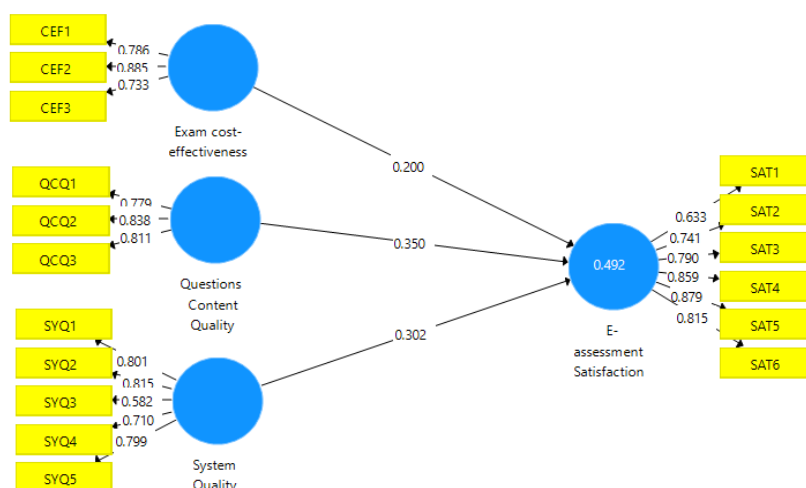 CEF1
0.786
CEF2
0.885
CEF3
0.733
Exam cost-
effectiveness
0.200
QCQ1
0.779
QCQ2
0.838
QCQ3
0.811
Questions
Content
Quality
0.350
SYQ1
0.801
SYQ2
0.815
SYQ3
0.582
SYQ4
0.710
SYQ5
0.799
System
Quality
0.302
0.492
E-
assessment
Satisfaction
SAT1
0.633
SAT2
0.741
SAT3
0.790
SAT4
0.859
SAT5
0.879
SAT6
0.815